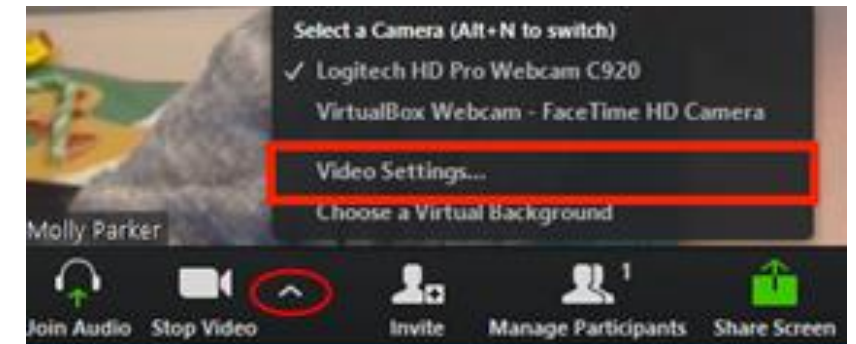 Select a Camera (Alt+N to switch)
✓ Logitech HD Pro Webcam C920
VirtualBox Webcam - FaceTime HD Camera
Video Settings...
Choose a Virtual Background
Molly Parker
1
Join Audio Stop Video Invite Manage Participants Share Screen